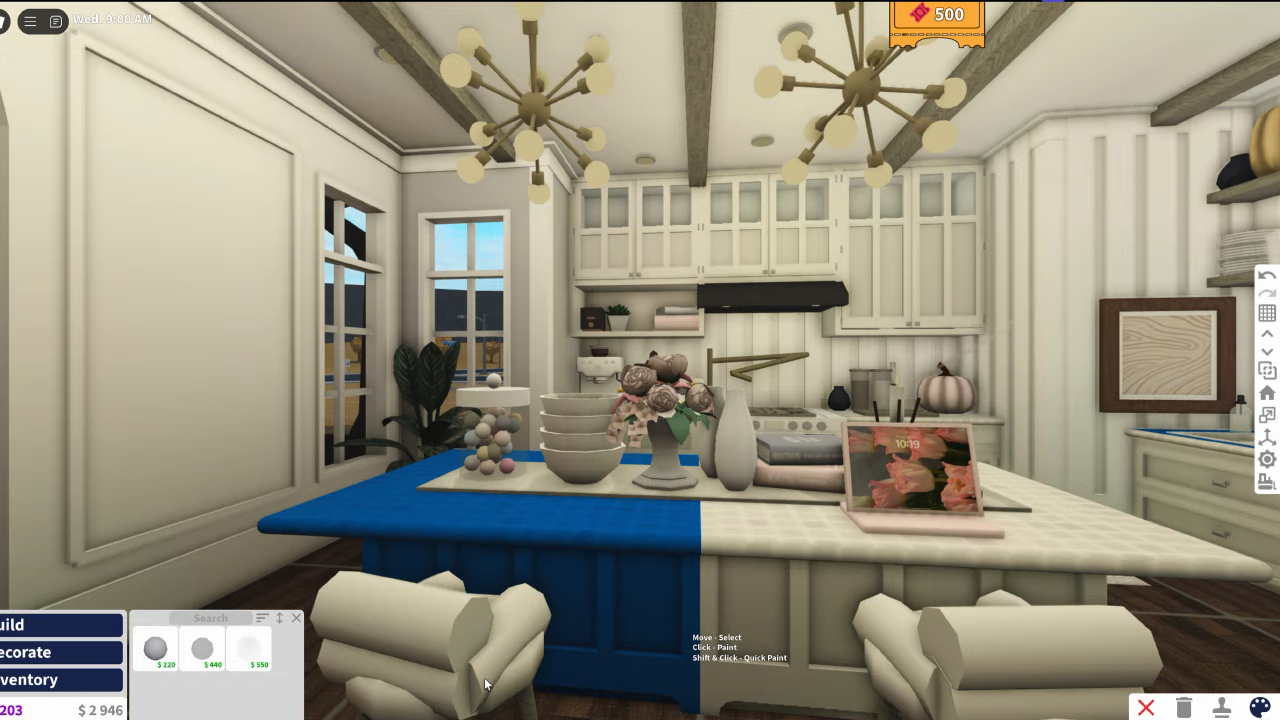 Wed. 9:00 AM
500
10:19
Move - Select
Click - Paint
Shift & Click - Quick Paint
uild
ecorate
ventory
203
$ 2 946
Search
$ 220
$ 440
$ 550